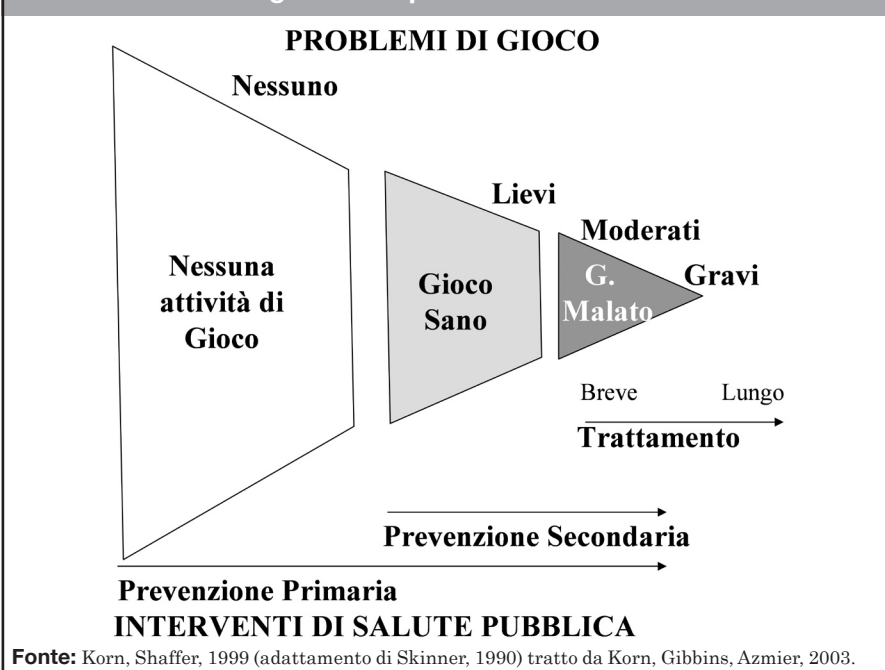 PROBLEMI DI GIOCO
Nessuno
Lievi
Moderati
Gravi
Nessuna
attività di
Gioco
Gioco
Sano
G.
Malato
Breve Lungo
Trattamento
Prevenzione Secondaria
Prevenzione Primaria
INTERVENTI DI SALUTE PUBBLICA
Fonte: Korn, Shaffer, 1999 (adattamento di Skinner, 1990) tratto da Korn, Gibbins, Azmier, 2003.